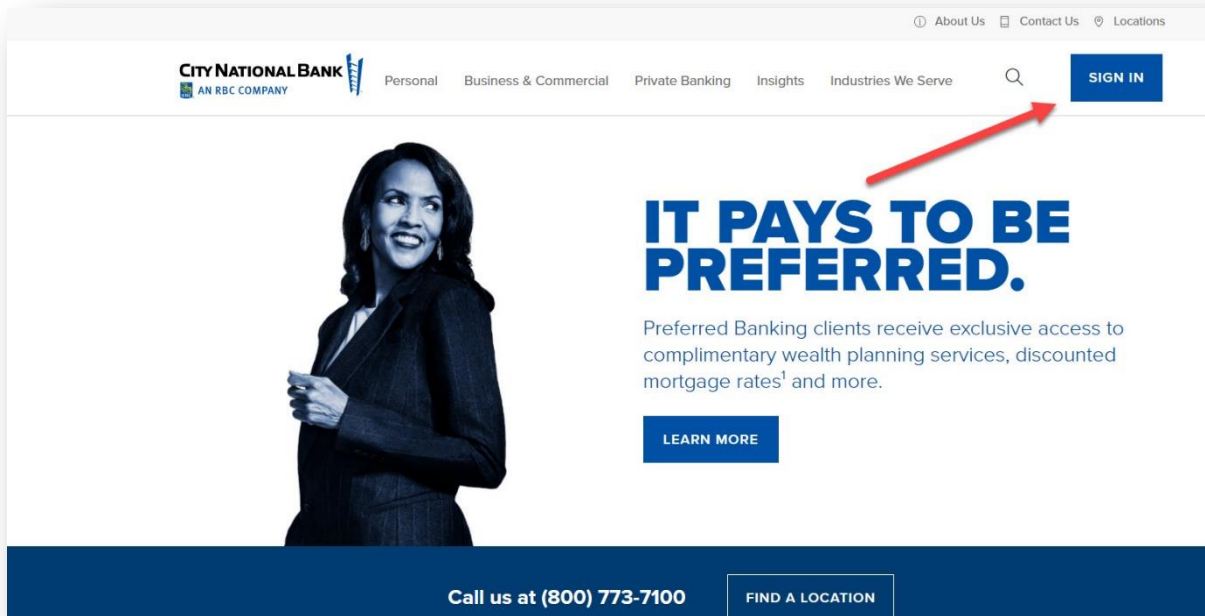 About Us Contact Us Locations
CITY NATIONAL BANK
AN RBC COMPANY
Personal Business & Commercial Private Banking Insights Industries We Serve
SIGN IN
IT PAYS TO BE
PREFERRED.
Preferred Banking clients receive exclusive access to
complimentary wealth planning services, discounted
mortgage rates¹ and more.
LEARN MORE
Call us at (800) 773-7100 FIND A LOCATION